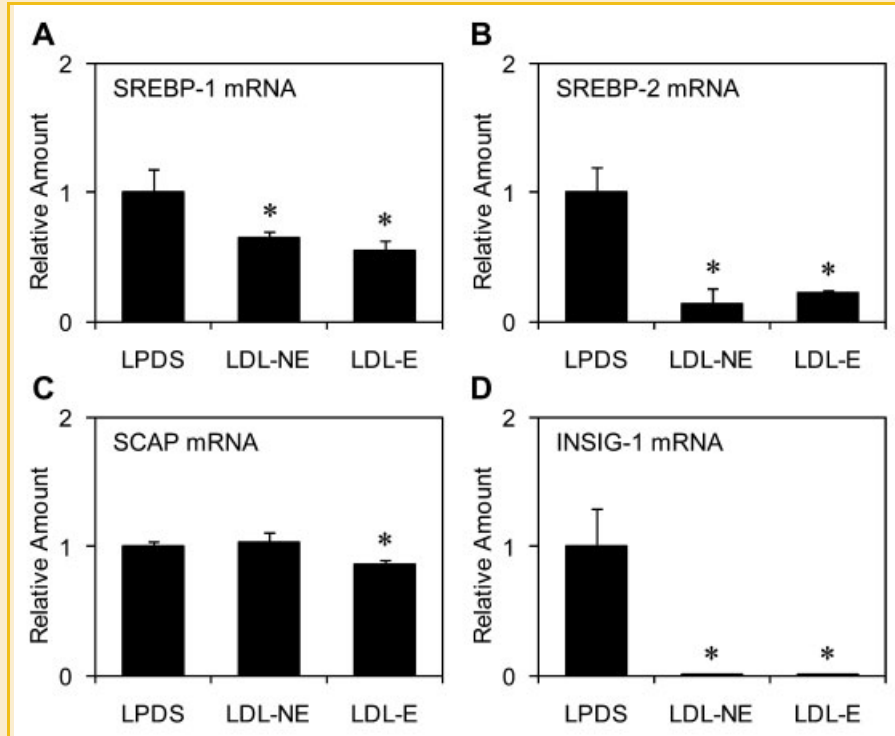 A
B
2
SREBP-1 mRNA
Relative Amount
1
*
*
0
LPDS LDL-NE LDL-E
2
SREBP-2 mRNA
Relative Amount
1
*
*
0
LPDS LDL-NE LDL-E
C
D
2
SCAP mRNA
Relative Amount
1
*
0
LPDS LDL-NE LDL-E
2
INSIG-1 mRNA
Relative Amount
1
*
*
0
LPDS LDL-NE LDL-E